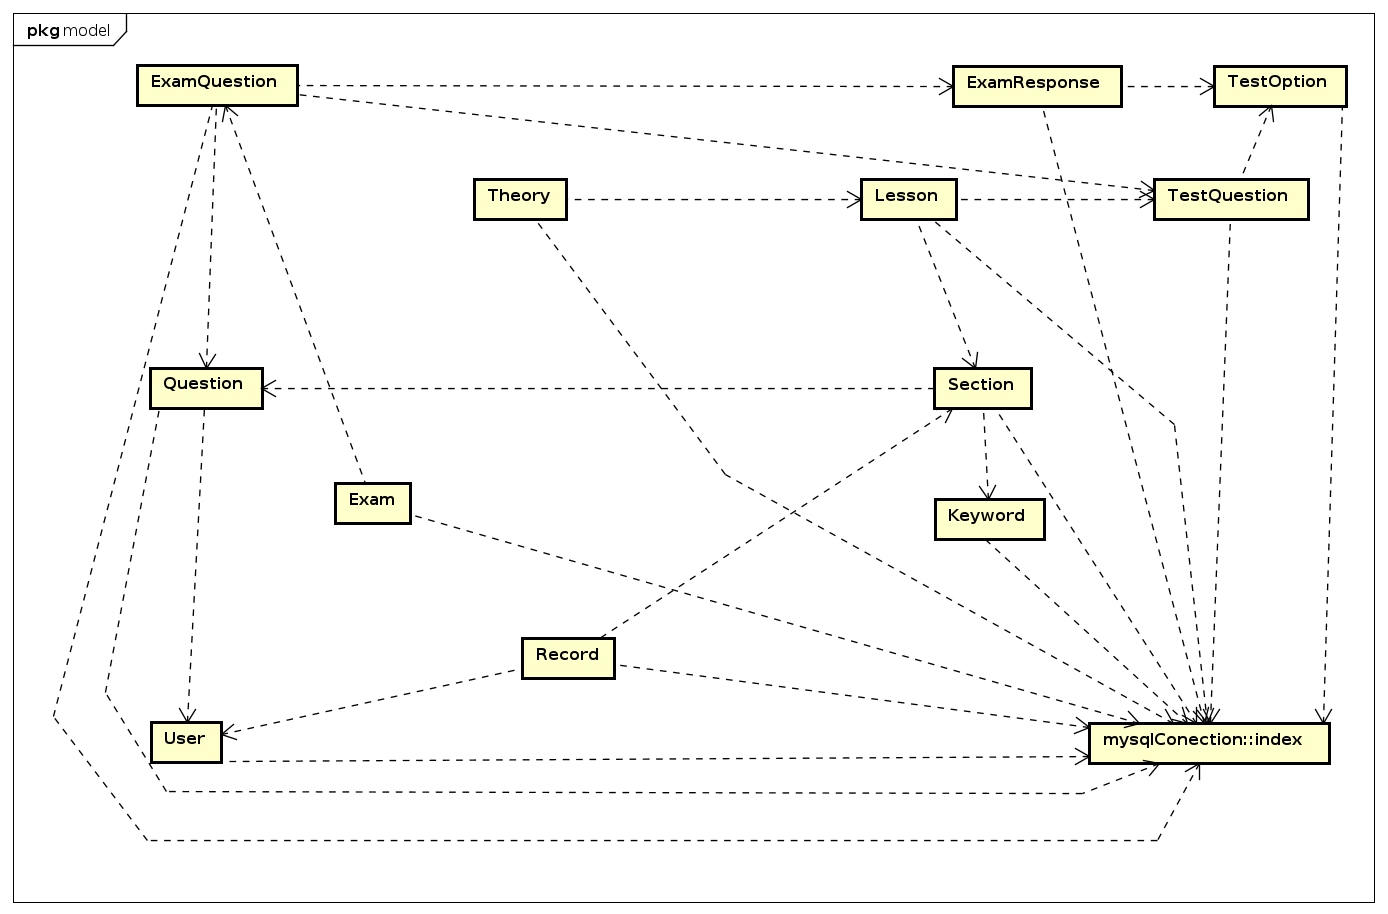 pkg model
ExamQuestion
ExamResponse
TestOption
Theory
Lesson
TestQuestion
Question
Section
Exam
Keyword
Record
User
mysqlConection::index